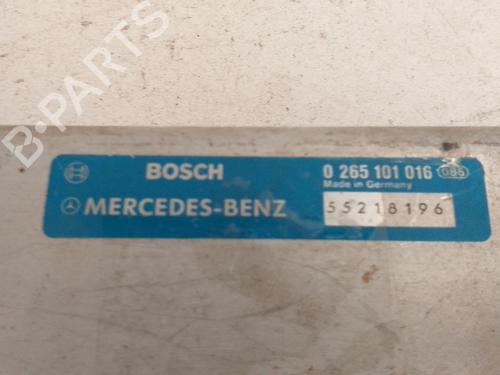 B-PARTS
BOSCH
0 265 101 016 085
Made in Germany
MERCEDES-BENZ
55218196